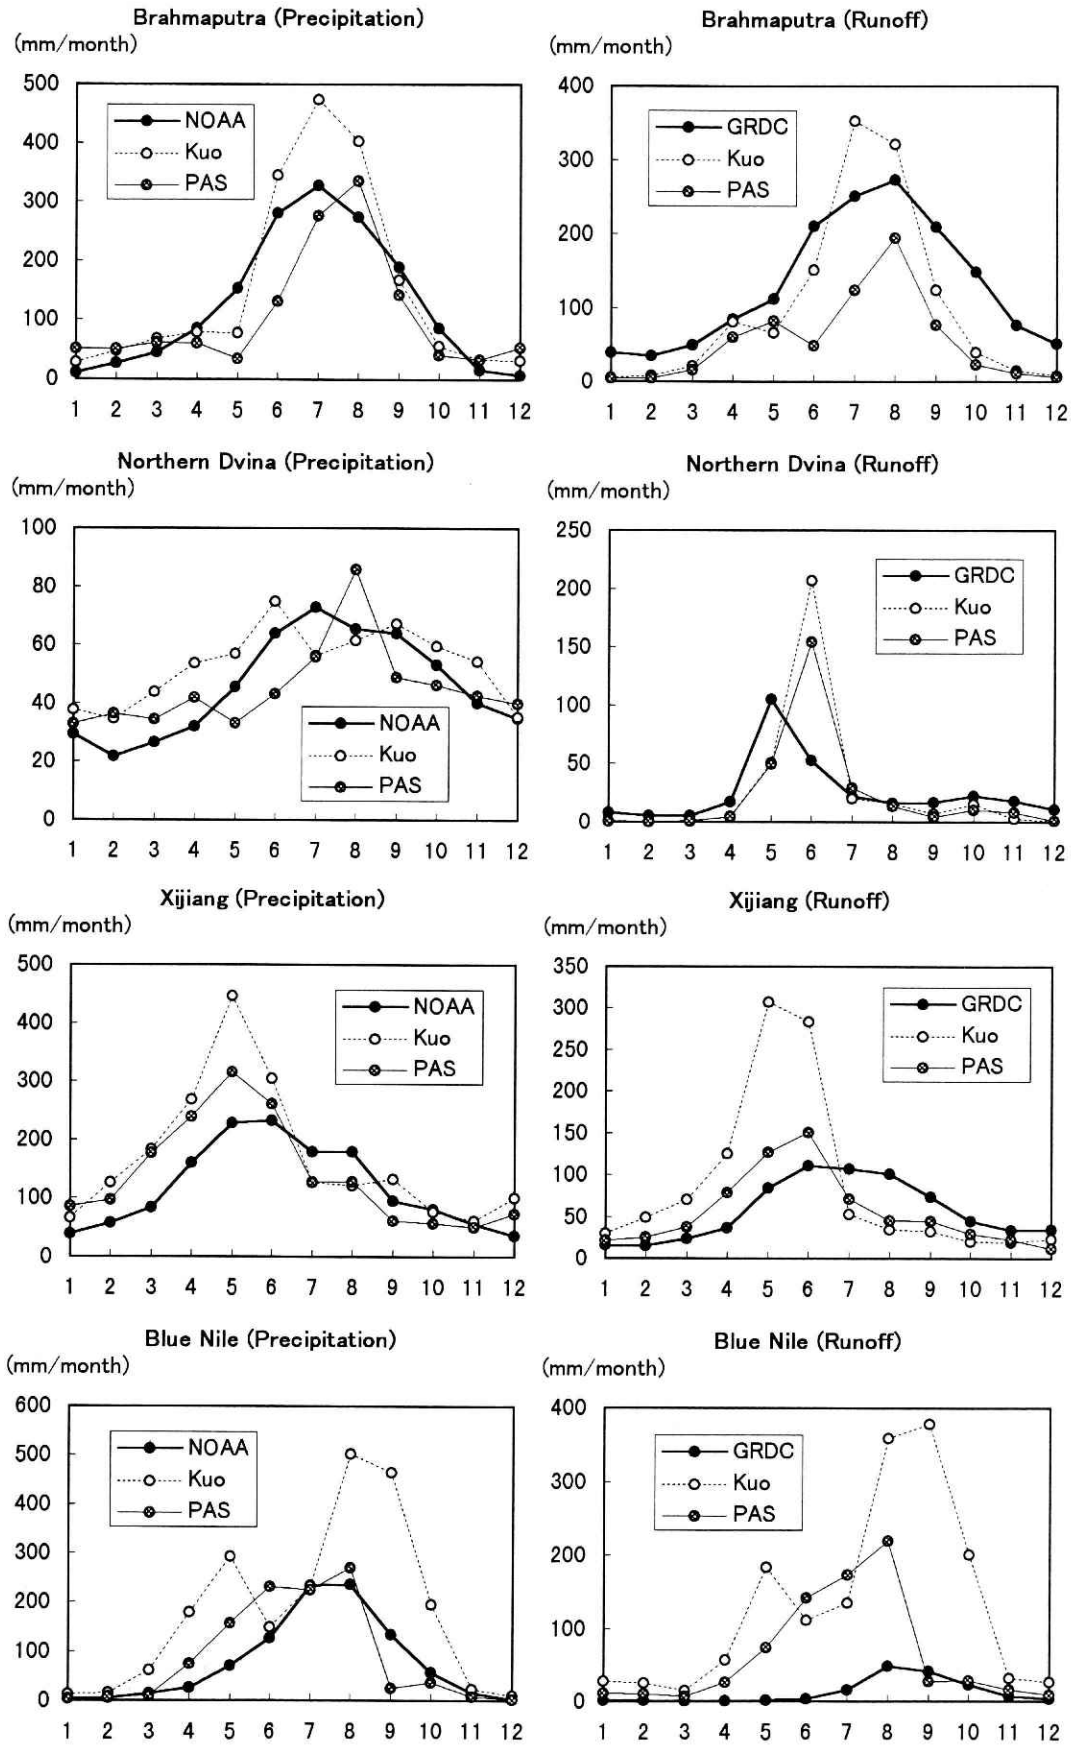 Brahmaputra (Precipitation)
(mm/month)
500
400
300
200
100
0
NOAA
Kuo
PAS
1 2 3 4 5 6 7 8 9 10 11 12
Brahmaputra (Runoff)
(mm/month)
400
300
200
100
0
GRDC
Kuo
PAS
1 2 3 4 5 6 7 8 9 10 11 12
Northern Dvina (Precipitation)
(mm/month)
100
80
60
40
20
0
NOAA
Kuo
PAS
1 2 3 4 5 6 7 8 9 10 11 12
Northern Dvina (Runoff)
(mm/month)
250
200
150
100
50
0
GRDC
Kuo
PAS
1 2 3 4 5 6 7 8 9 10 11 12
Xijiang (Precipitation)
(mm/month)
500
400
300
200
100
0
NOAA
Kuo
PAS
1 2 3 4 5 6 7 8 9 10 11 12
Xijiang (Runoff)
(mm/month)
350
300
250
200
150
100
50
0
GRDC
Kuo
PAS
1 2 3 4 5 6 7 8 9 10 11 12
Blue Nile (Precipitation)
(mm/month)
600
500
400
300
200
100
0
NOAA
Kuo
PAS
1 2 3 4 5 6 7 8 9 10 11 12
Blue Nile (Runoff)
(mm/month)
400
300
200
100
0
GRDC
Kuo
PAS
1 2 3 4 5 6 7 8 9 10 11 12